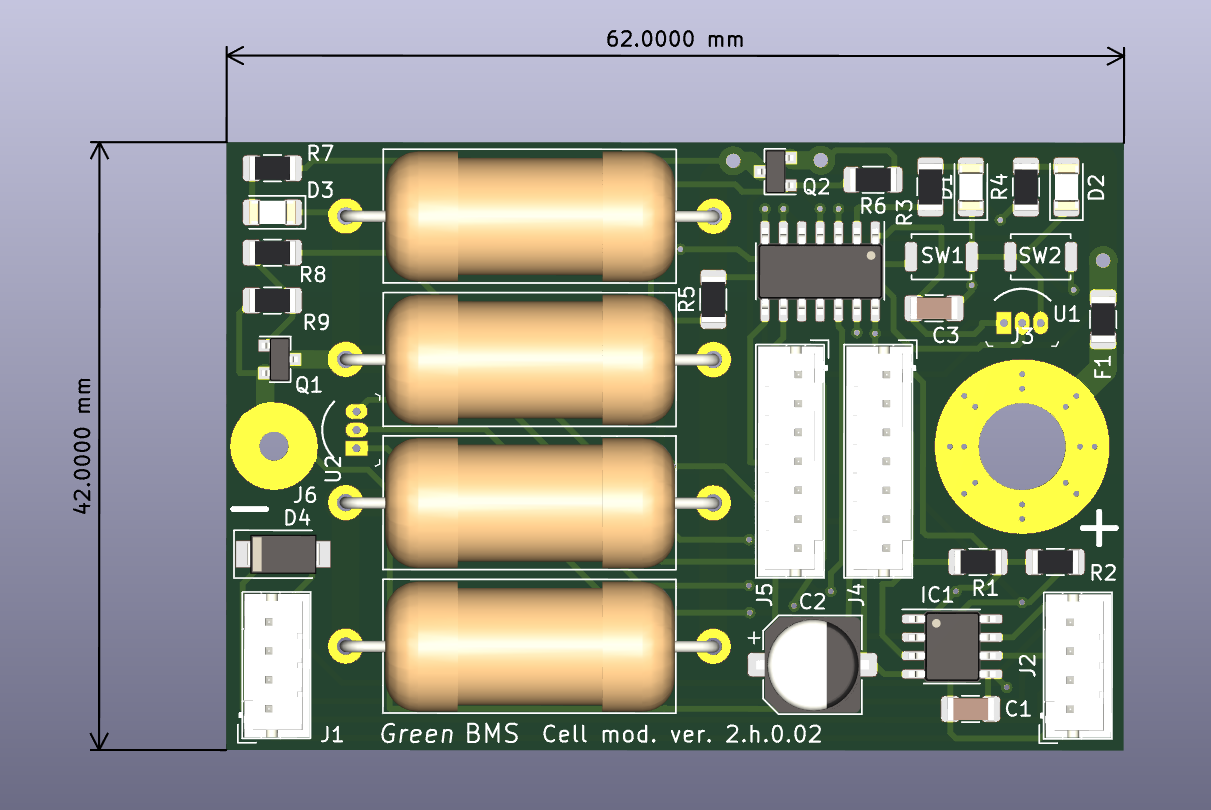 62.0000 mm
42.0000 mm
R7
D3
R8
R9
Q1
U2
J6
D4
J1
Q2
R6
R3
D1
R4
D2
SW1
SW2
R5
C3
U1
J3
F1
+
R1
R2
J5
C2
J4
IC1
+
J2
C1
Green BMS Cell mod. ver. 2.h.0.02